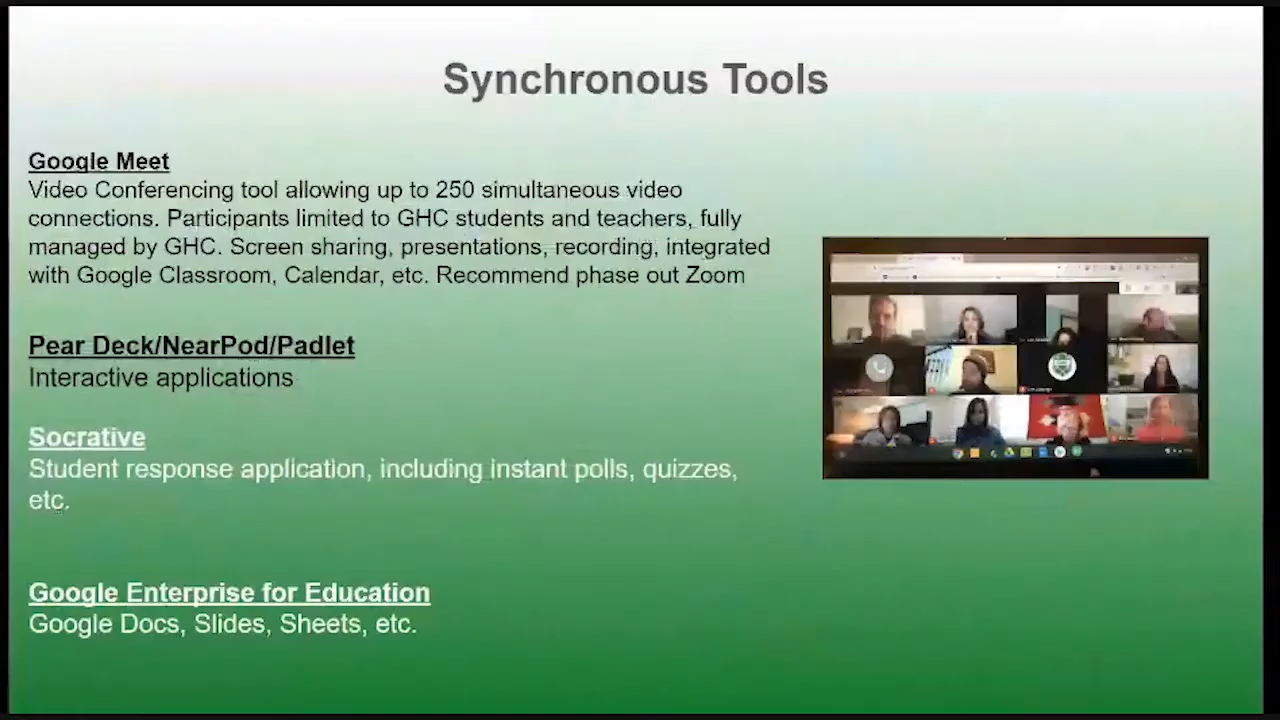 Synchronous Tools
Google Meet
Video Conferencing tool allowing up to 250 simultaneous video
connections. Participants limited to GHC students and teachers, fully
managed by GHC. Screen sharing, presentations, recording, integrated
with Google Classroom, Calendar, etc. Recommend phase out Zoom
Pear Deck/NearPod/Padlet
Interactive applications
Socrative
Student response application, including instant polls, quizzes,
etc.
Google Enterprise for Education
Google Docs, Slides, Sheets, etc.